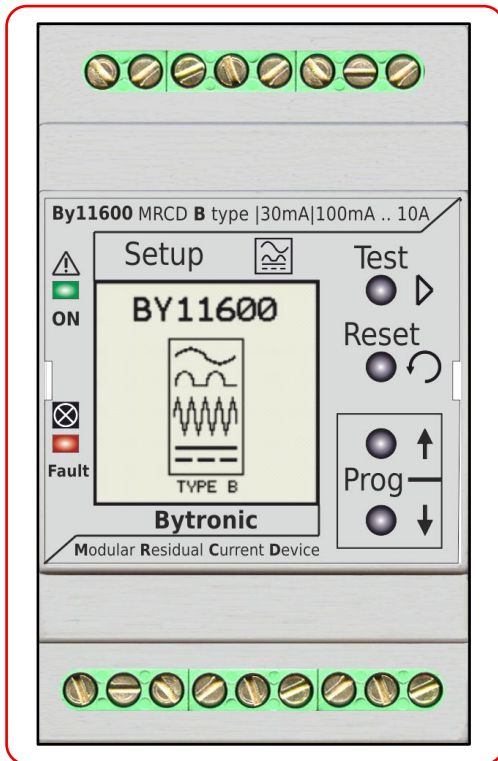 By11600 MRCD B type |30mA|100mA .. 10A
Setup
Test
ON
BY11600
Reset
Fault
Prog
TYPE B
Bytronic
Modular Residual Current Device